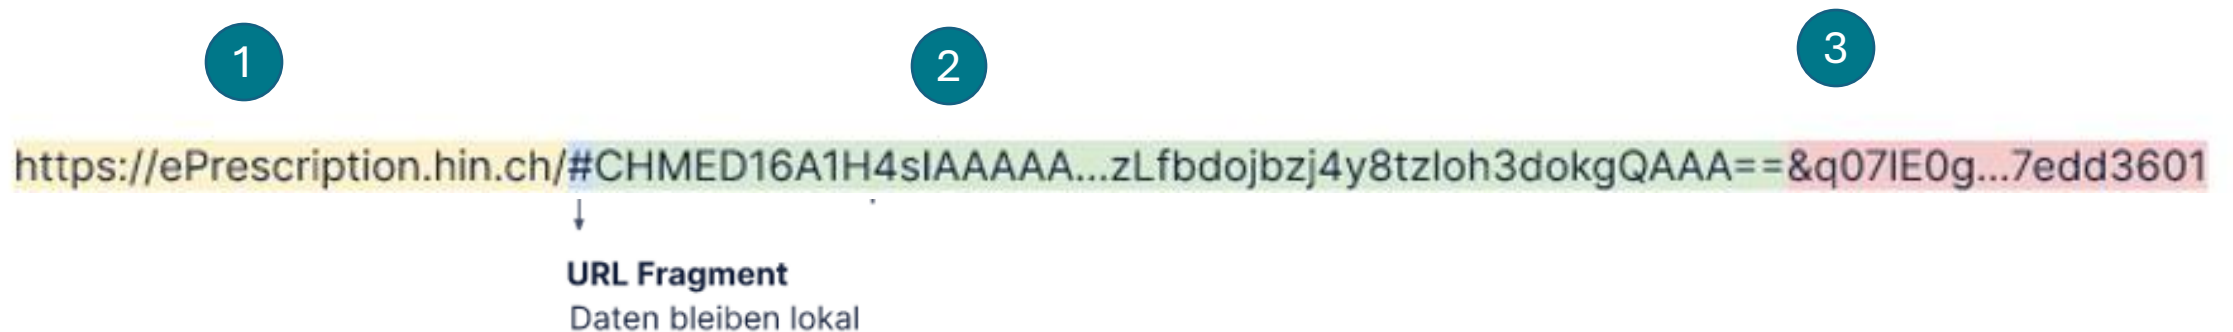 1
2
3
https://ePrescription.hin.ch/#CHMED16A1H4sIAAAAA...zLfbdojbzj4y8tzloh3dokgQAAA==&q07IE0g...7edd3601
URL Fragment
Daten bleiben lokal